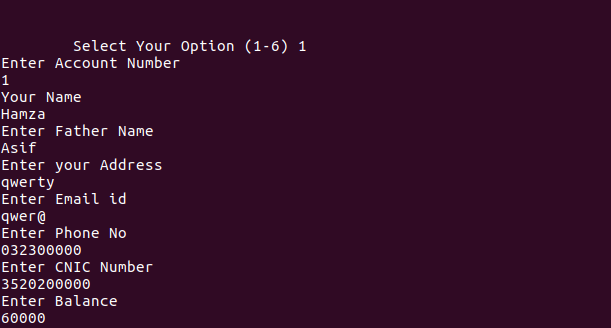 Select Your Option (1-6) 1
Enter Account Number
1
Your Name
Hamza
Enter Father Name
Asif
Enter your Address
qwerty
Enter Email id
qwer@
Enter Phone No
032300000
Enter CNIC Number
3520200000
Enter Balance
60000